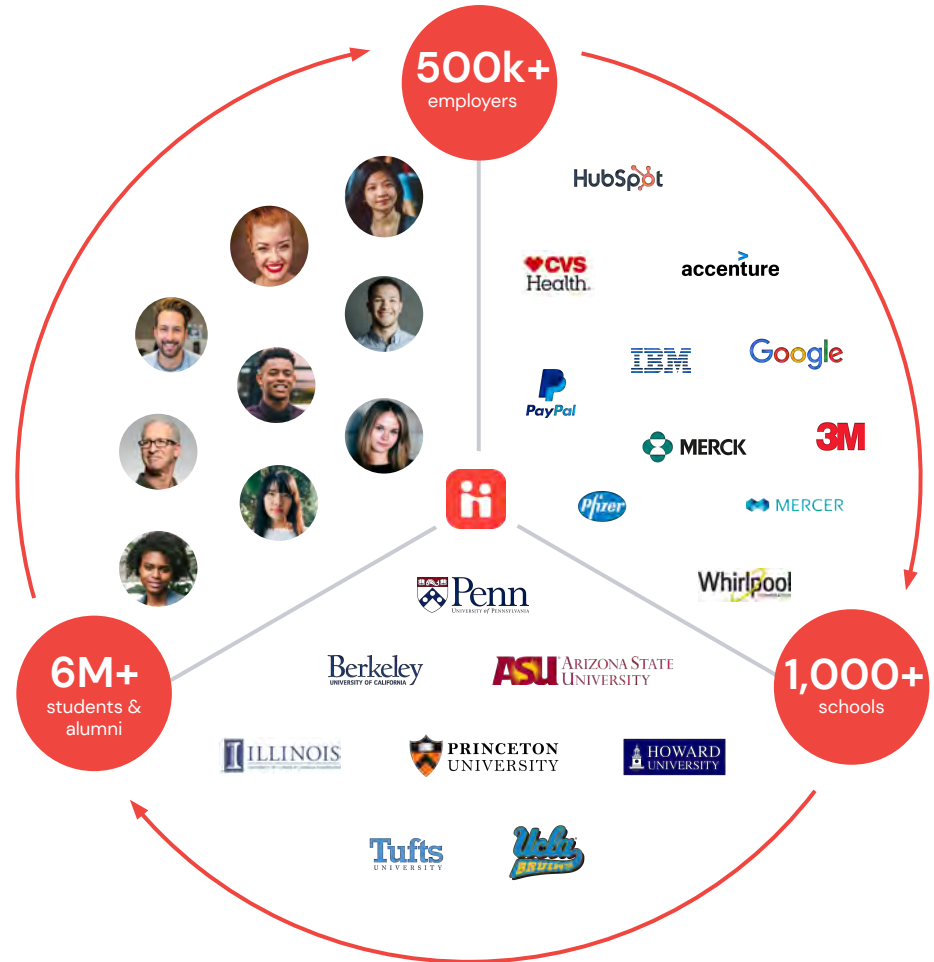 500k+
employers
HubSpot
CVS
Health
accenture
IBM
Google
PayPal
MERCK
3M
Pfizer
MERCER
Whirlpool
Penn
UNIVERSITY of PENNSYLVANIA
6M+
students &
alumni
1,000+
schools
Berkeley
UNIVERSITY OF CALIFORNIA
ASU ARIZONA STATE
UNIVERSITY
I ILLINOIS
PRINCETON
UNIVERSITY
HOWARD
UNIVERSITY
Tufts
UNIVERSITY
Ucla
BRUINS